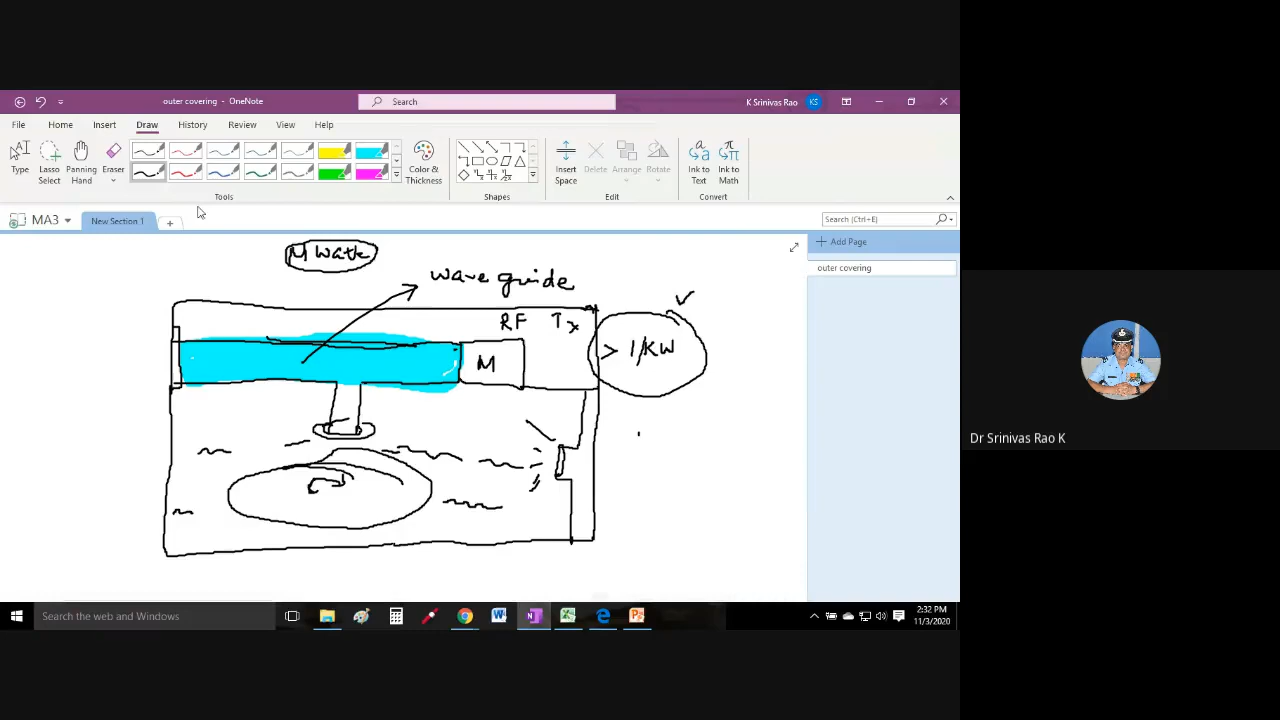 outer covering - OneNote
Search
K Srinivas Rao
KS
File Home Insert Draw History Review View Help
Type
Lasso Select
Panning Hand
Eraser
Color & Thickness
Insert Space
Delete
Arrange
Rotate
Ink to Text
Ink to Math
Tools
Shapes
Edit
Convert
MA3
New Section 1
Search (Ctrl+E)
Add Page
outer covering
wave guide
RF Tx
M
> 1 KW
Dr Srinivas Rao K
Search the web and Windows
2:32 PM
11/3/2020